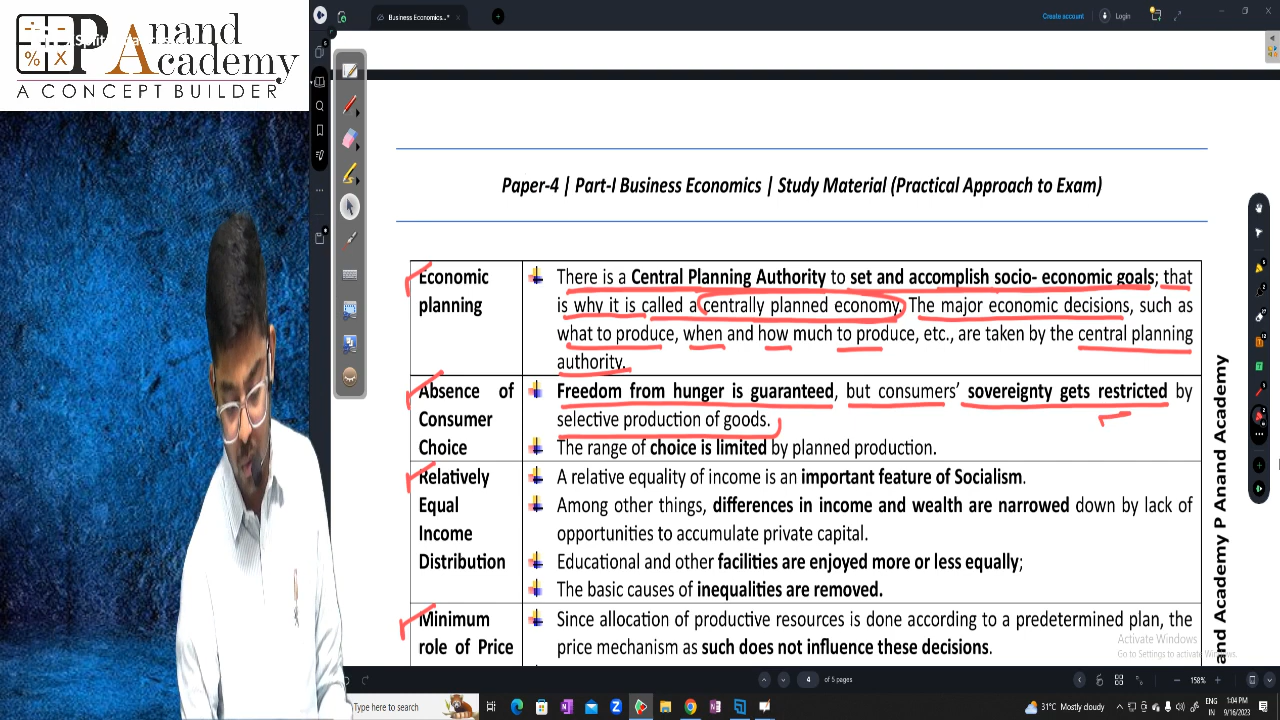 P Anand
Academy
A CONCEPT BUILDER
% X
Business Economics...*
Create account
Login
Paper-4 | Part-I Business Economics | Study Material (Practical Approach to Exam)
Economic planning
There is a Central Planning Authority to set and accomplish socio- economic goals; that
is why it is called a centrally planned economy. The major economic decisions, such as
what to produce, when and how much to produce, etc., are taken by the central planning
authority.
Absence of Consumer Choice
Freedom from hunger is guaranteed, but consumers’ sovereignty gets restricted by
selective production of goods.
The range of choice is limited by planned production.
Relatively Equal Income Distribution
A relative equality of income is an important feature of Socialism.
Among other things, differences in income and wealth are narrowed down by lack of
opportunities to accumulate private capital.
Educational and other facilities are enjoyed more or less equally;
The basic causes of inequalities are removed.
Minimum role of Price
Since allocation of productive resources is done according to a predetermined plan, the
price mechanism as such does not influence these decisions.
and Academy P Anand Academy
Activate Windows
Go to Settings to activate Windows.
4 of 5 pages
158%
Type here to search
31°C Mostly cloudy
ENG
IN
1:04 PM
9/16/2023